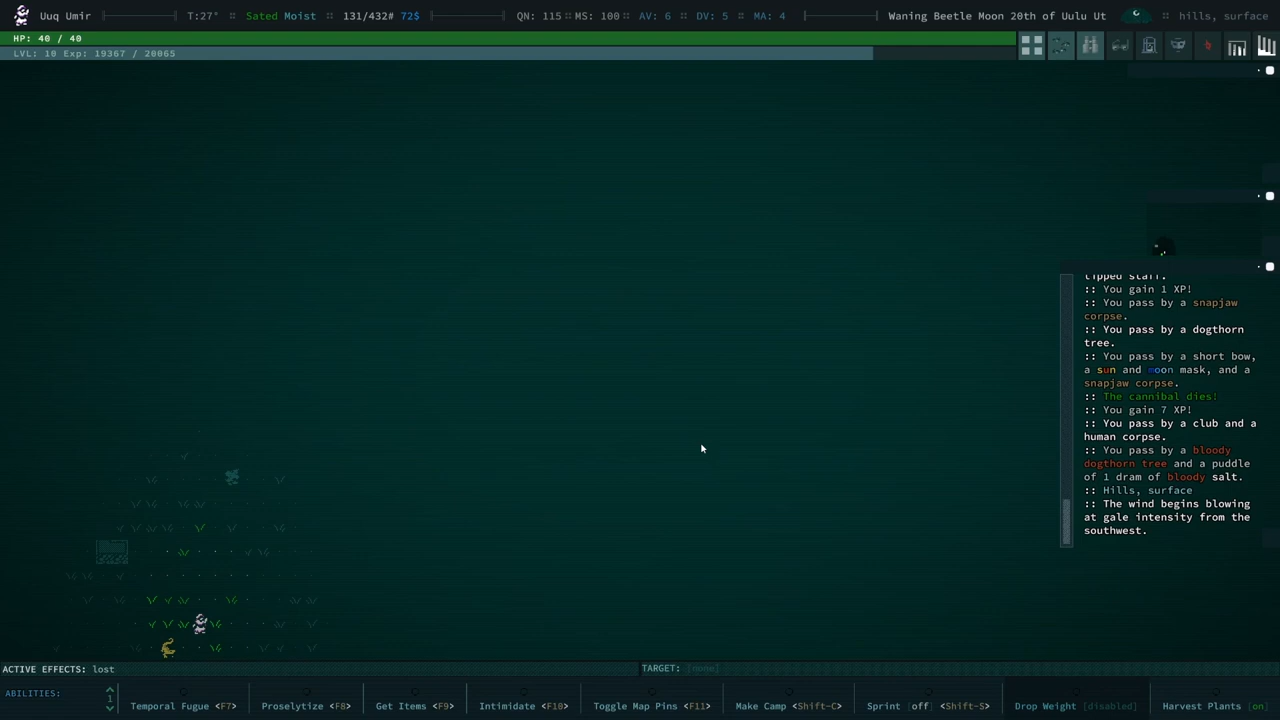 Uuq Umir T:27° :: Sated Moist :: 131/432# 72$ QN: 115 :: MS: 100 :: AV: 6 :: DV: 5 :: MA: 4 Waning Beetle Moon 20th of Uulu Ut :: hills, surface
HP: 40 / 40
LVL: 10 Exp: 19367 / 20065
tipped staff.
:: You gain 1 XP!
:: You pass by a snapjaw
corpse.
:: You pass by a dogthorn
tree.
:: You pass by a short bow,
a sun and moon mask, and a
snapjaw corpse.
:: The cannibal dies!
:: You gain 7 XP!
:: You pass by a club and a
human corpse.
:: You pass by a bloody
dogthorn tree and a puddle
of 1 dram of bloody salt.
:: Hills, surface
:: The wind begins blowing
at gale intensity from the
southwest.
ACTIVE EFFECTS: lost
TARGET: [none]
ABILITIES: 1 Temporal Fugue <F7> Proselytize <F8> Get Items <F9> Intimidate <F10> Toggle Map Pins <F11> Make Camp <Shift-C> Sprint [off] <Shift-S> Drop Weight [disabled] Harvest Plants [on]